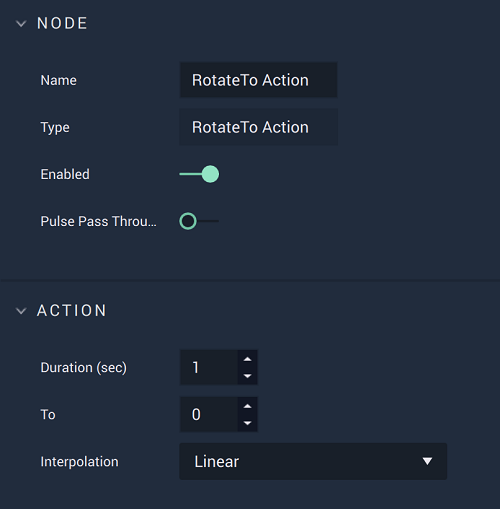 NODE
Name RotateTo Action
Type RotateTo Action
Enabled
Pulse Pass Throu...
ACTION
Duration (sec) 1
To 0
Interpolation Linear